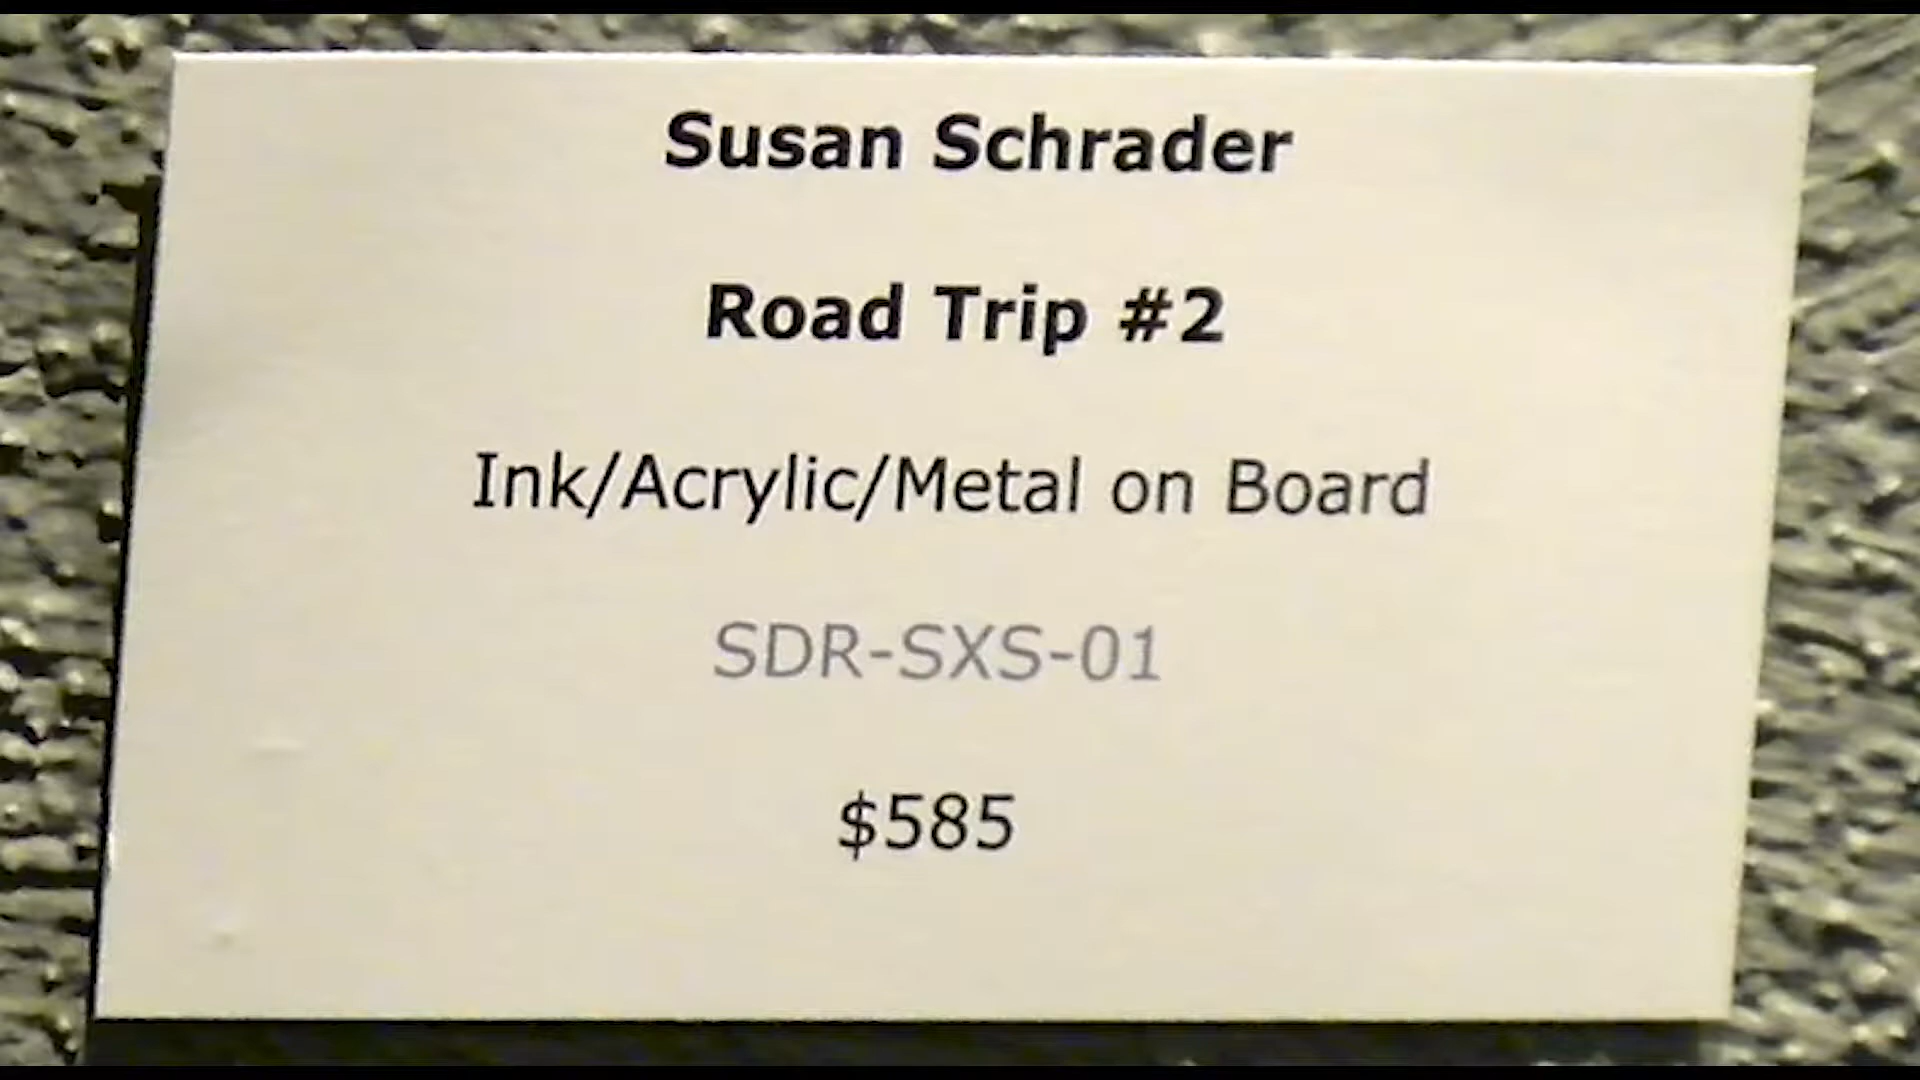 Susan Schrader
Road Trip #2
Ink/Acrylic/Metal on Board
SDR-SXS-01
$585